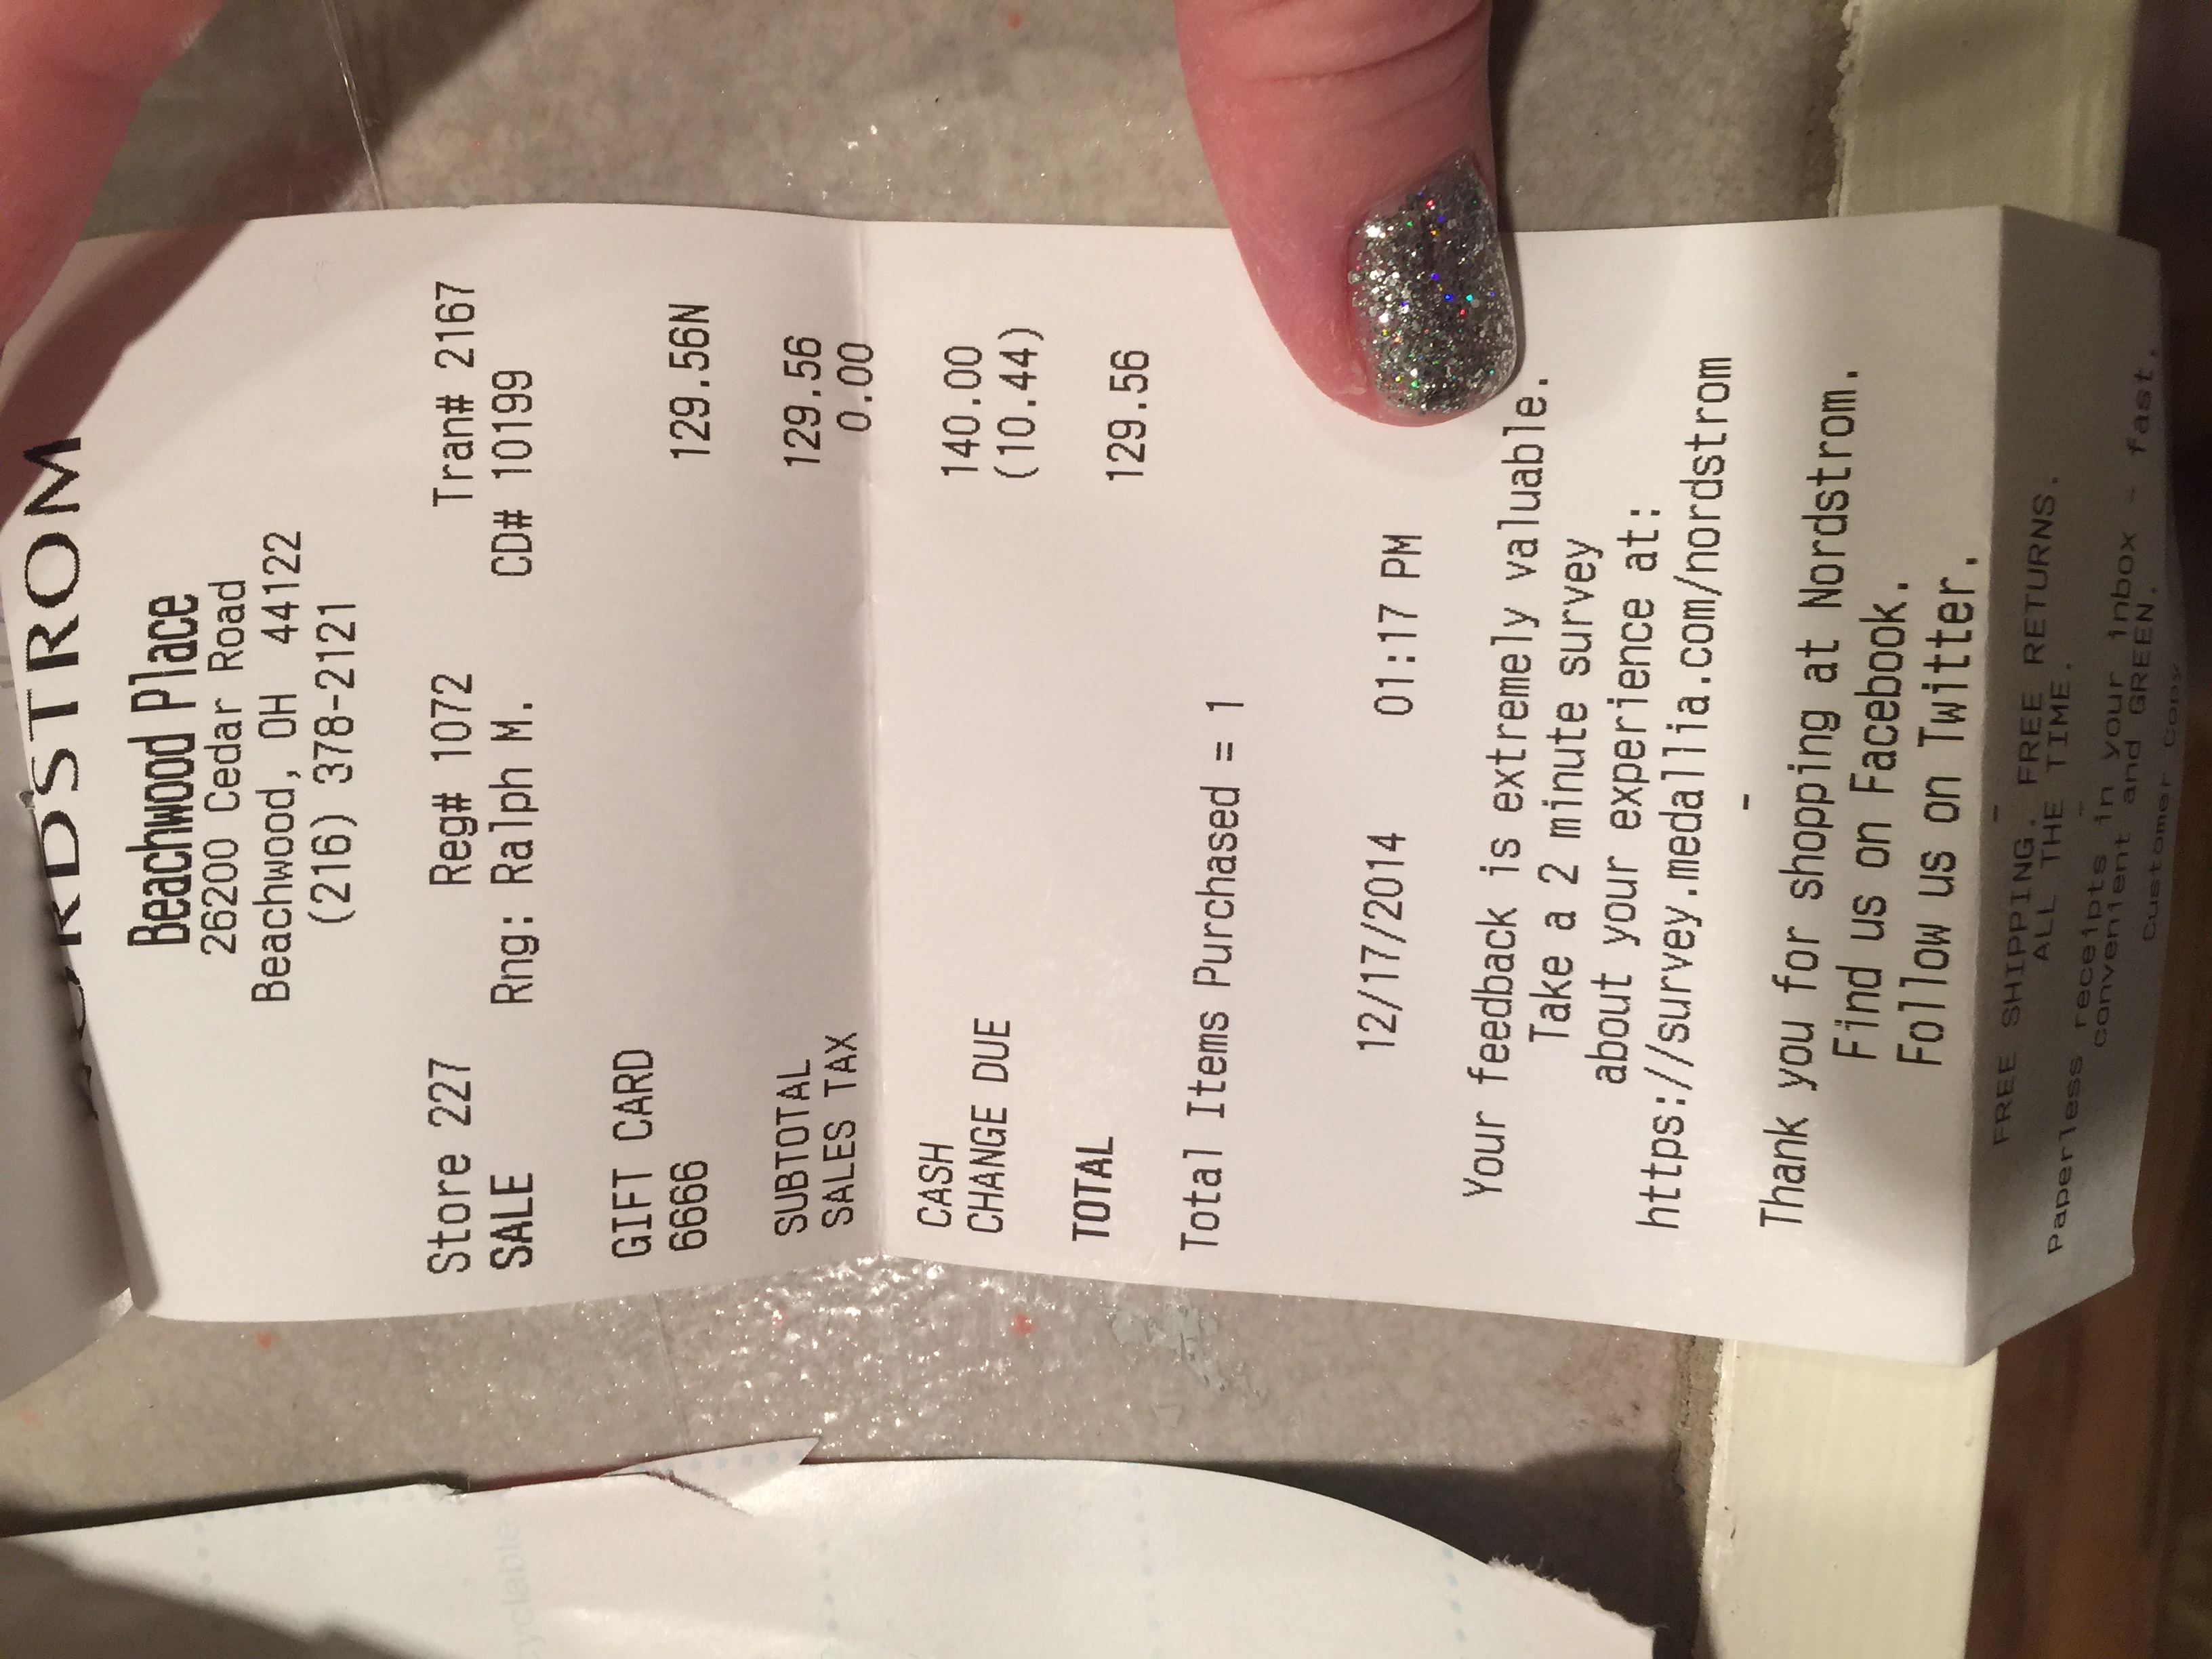 NORDSTROM
Beachwood Place
26200 Cedar Road
Beachwood, OH 44122
(216) 378-2121
Store 227 Reg# 1072 Tran# 2167
SALE Rng: Ralph M. CD# 10199
GIFT CARD
6666 129.56N
SUBTOTAL 129.56
SALES TAX 0.00
CASH 140.00
CHANGE DUE (10.44)
TOTAL 129.56
Total Items Purchased = 1
12/17/2014 01:17 PM
Your feedback is extremely valuable.
Take a 2 minute survey
about your experience at:
https://survey.medallia.com/nordstrom
-
Thank you for shopping at Nordstrom.
Find us on Facebook.
Follow us on Twitter.
-
FREE SHIPPING. FREE RETURNS.
ALL THE TIME.
-
Paperless receipts in your inbox - fast.
convenient and GREEN.
Customer Copy